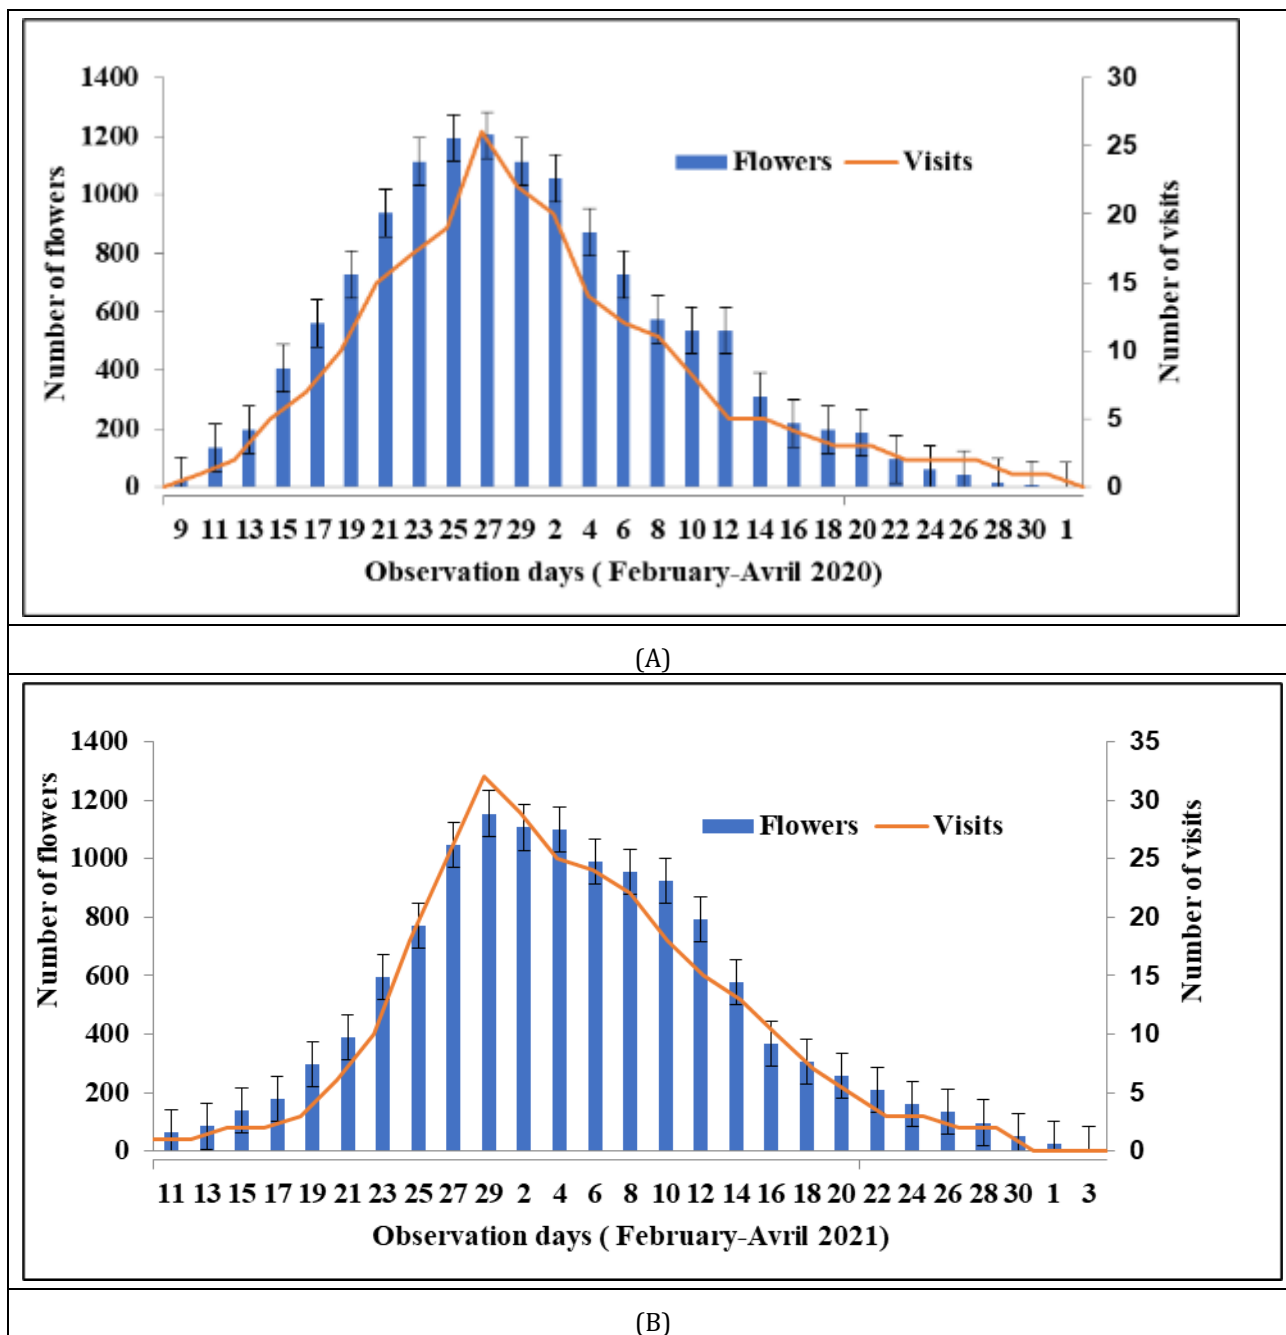 1400
1200
1000
800
600
400
200
0
Number of flowers
30
25
20
15
10
5
0
Number of visits
Flowers Visits
9 11 13 15 17 19 21 23 25 27 29 2 4 6 8 10 12 14 16 18 20 22 24 26 28 30 1
Observation days ( February-Avril 2020)
(A)
1400
1200
1000
800
600
400
200
0
Number of flowers
35
30
25
20
15
10
5
0
Number of visits
Flowers Visits
11 13 15 17 19 21 23 25 27 29 2 4 6 8 10 12 14 16 18 20 22 24 26 28 30 1 3
Observation days ( February-Avril 2021)
(B)